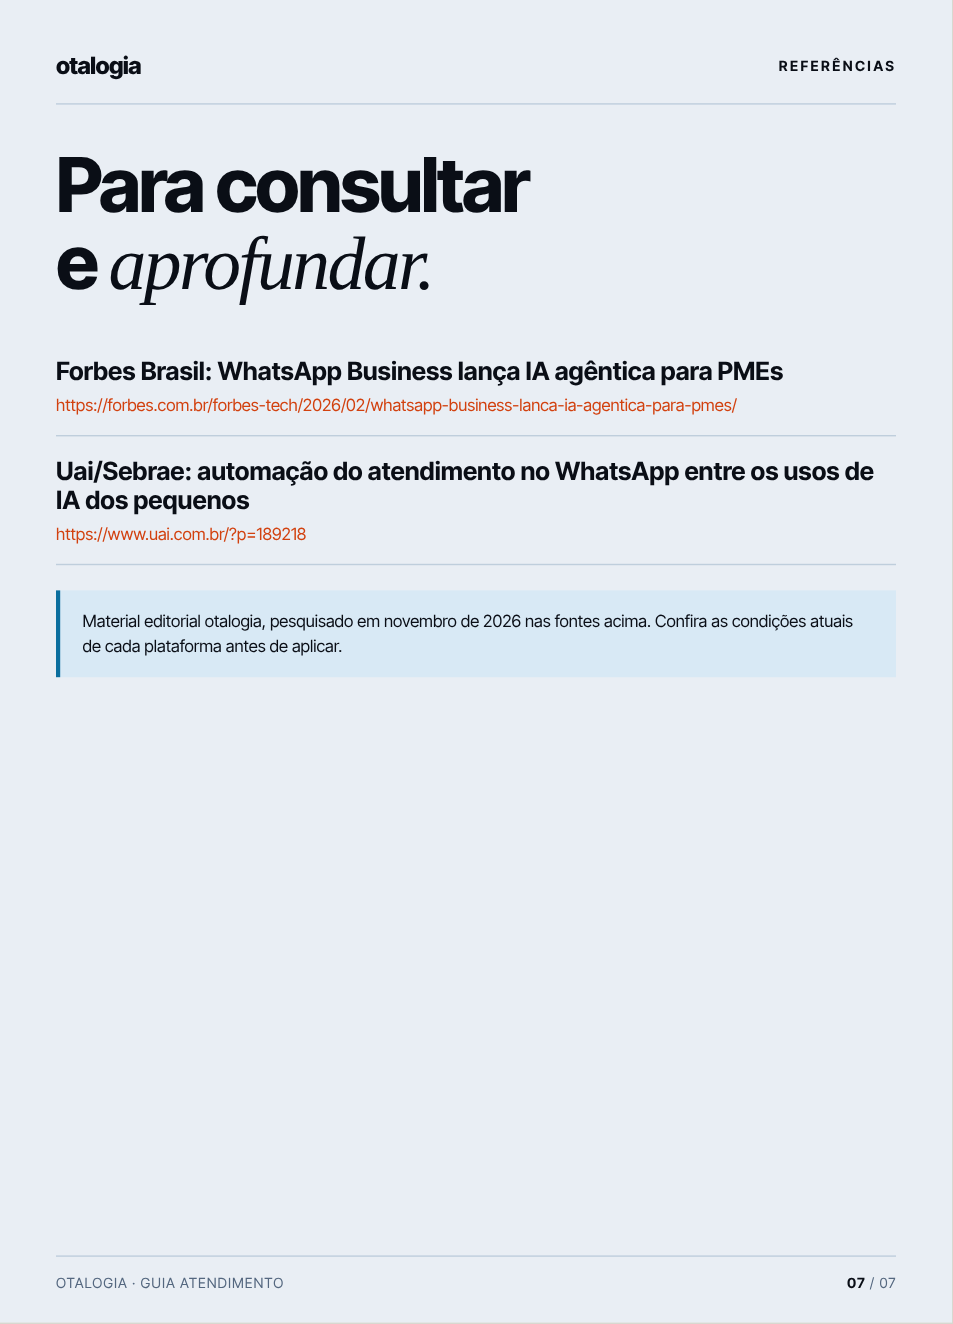 otalogia
REFERÊNCIAS
Para consultar
e aprofundar.
Forbes Brasil: WhatsApp Business lança IA agêntica para PMEs
https://forbes.com.br/forbes-tech/2026/02/whatsapp-business-lanca-ia-agentica-para-pmes/
Uai/Sebrae: automação do atendimento no WhatsApp entre os usos de
IA dos pequenos
https://www.uai.com.br/?p=189218
Material editorial otalogia, pesquisado em novembro de 2026 nas fontes acima. Confira as condições atuais
de cada plataforma antes de aplicar.
OTALOGIA · GUIA ATENDIMENTO
07 / 07